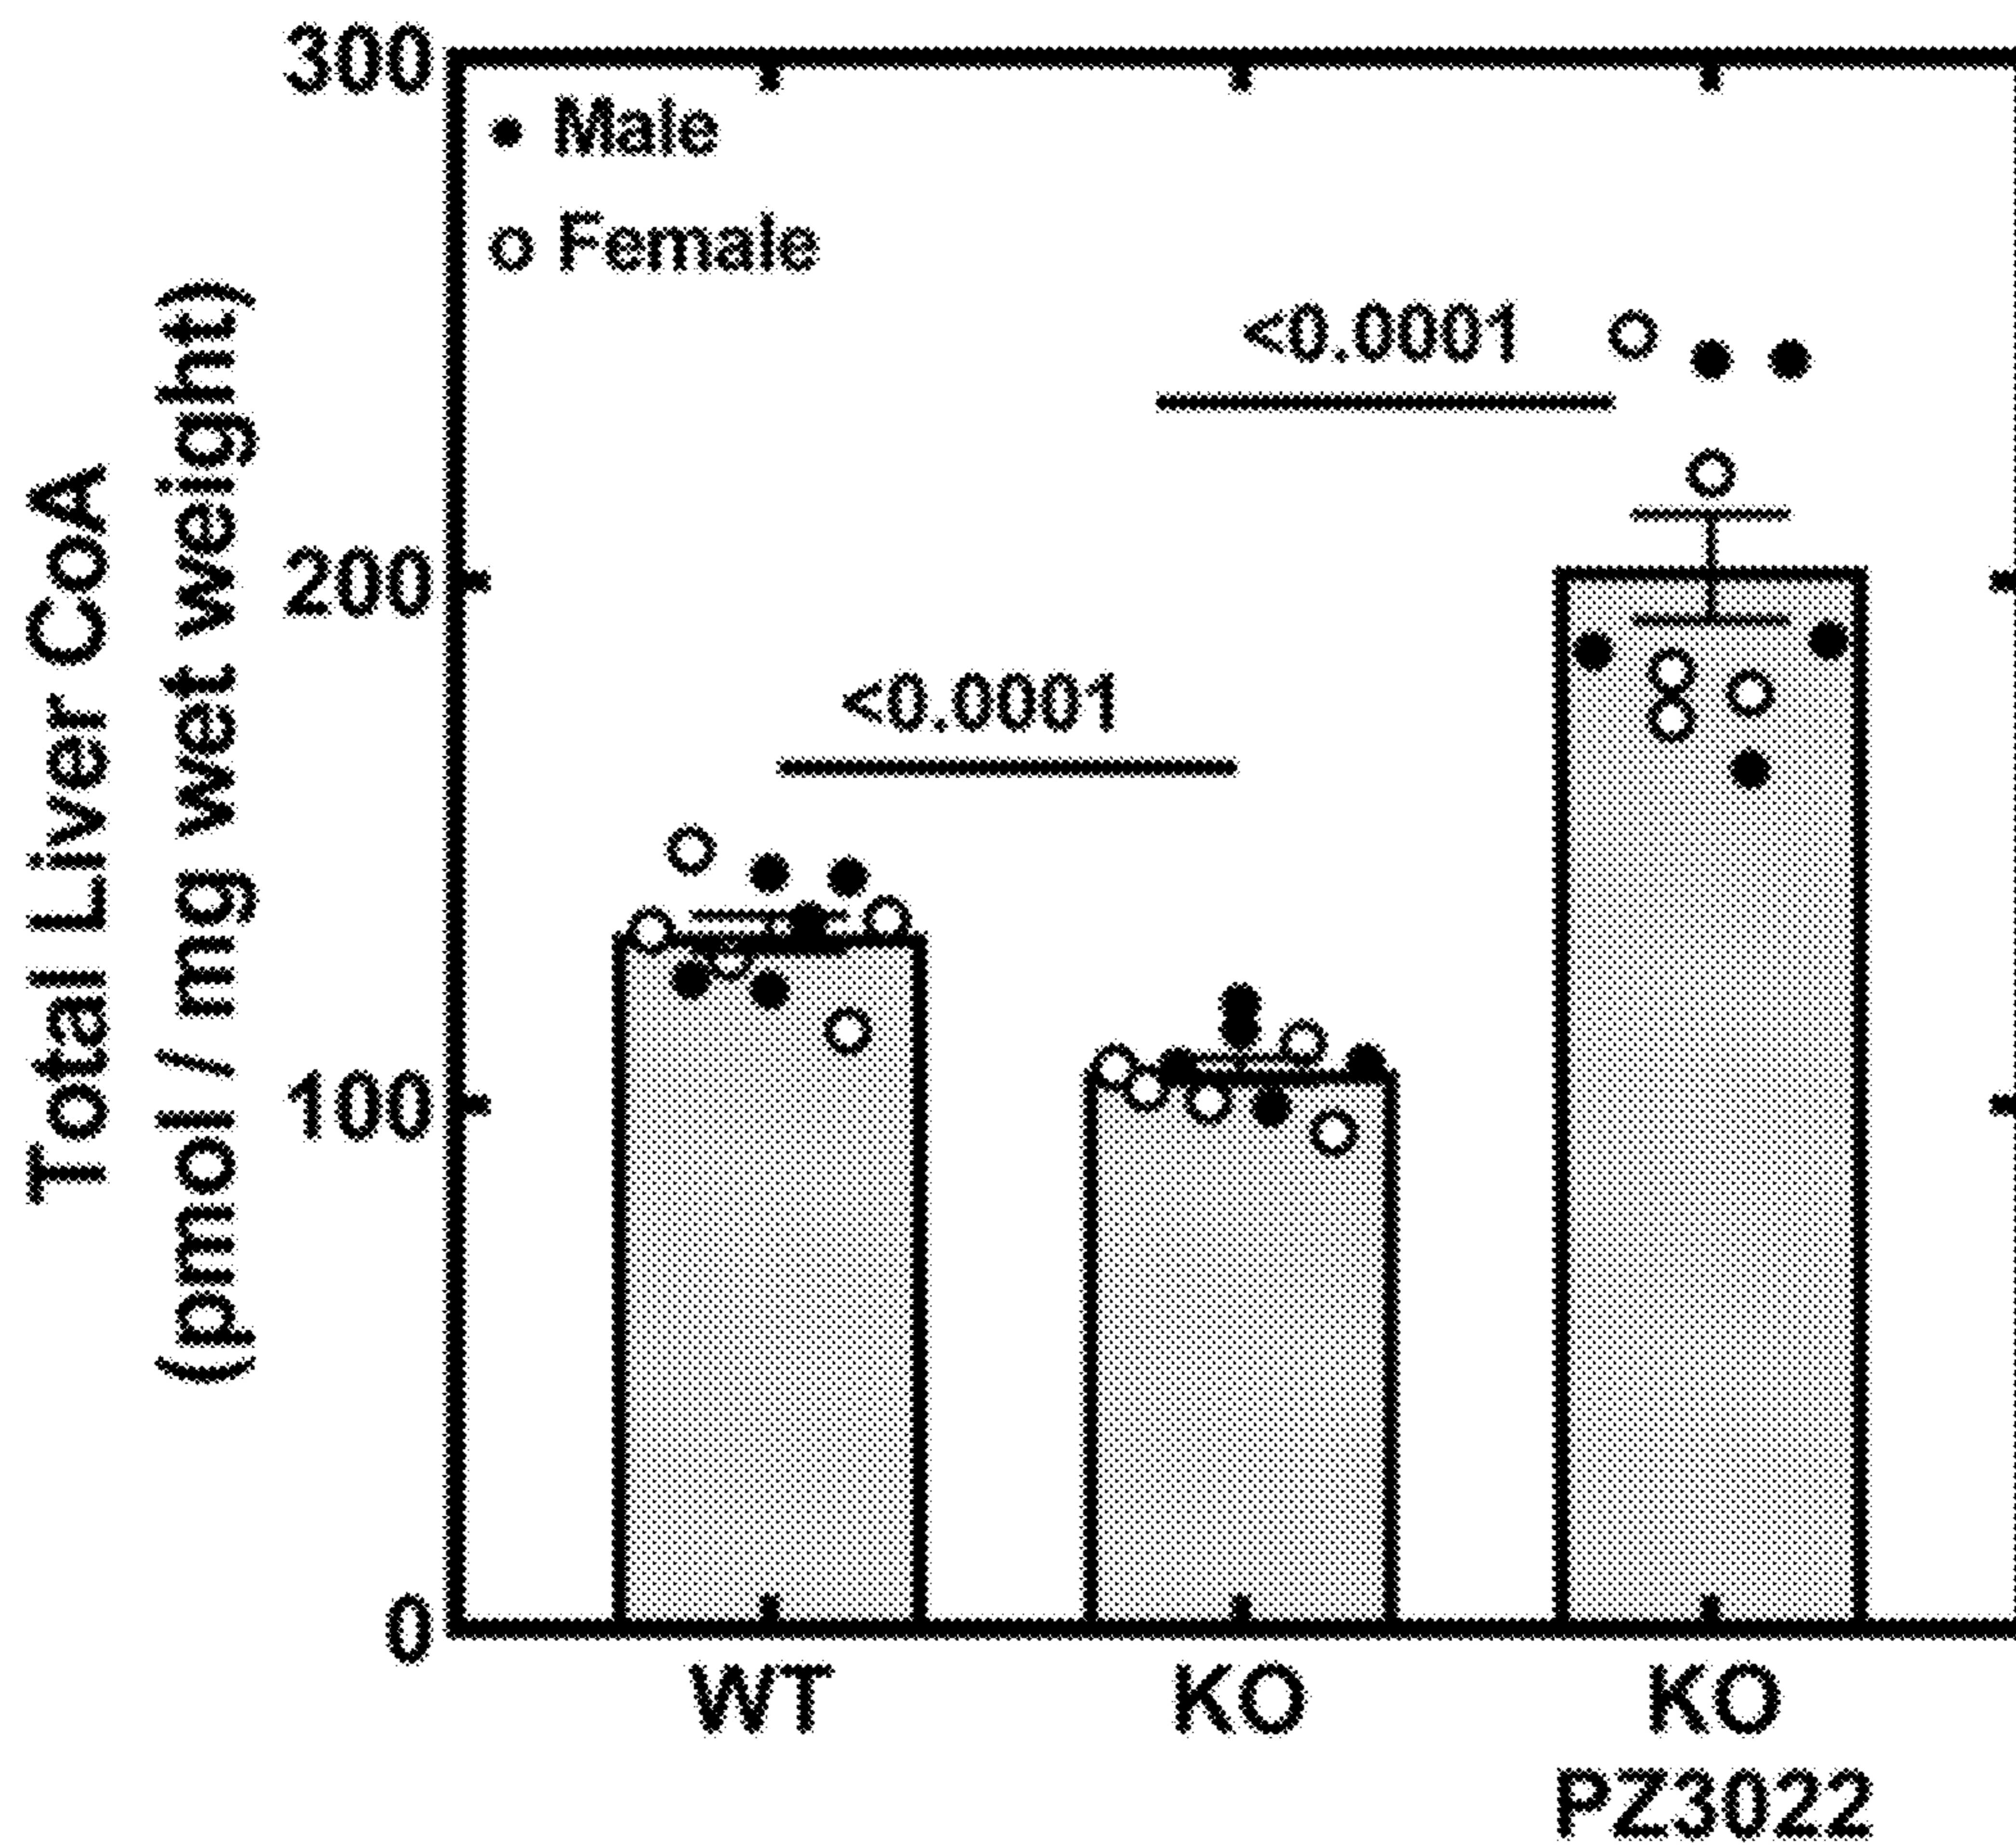 Total Liver CoA
(pmol / mg wet weight)
300
200
100
0
Male
Female
<0.0001
<0.0001
WT
KO
KO
PZ3022